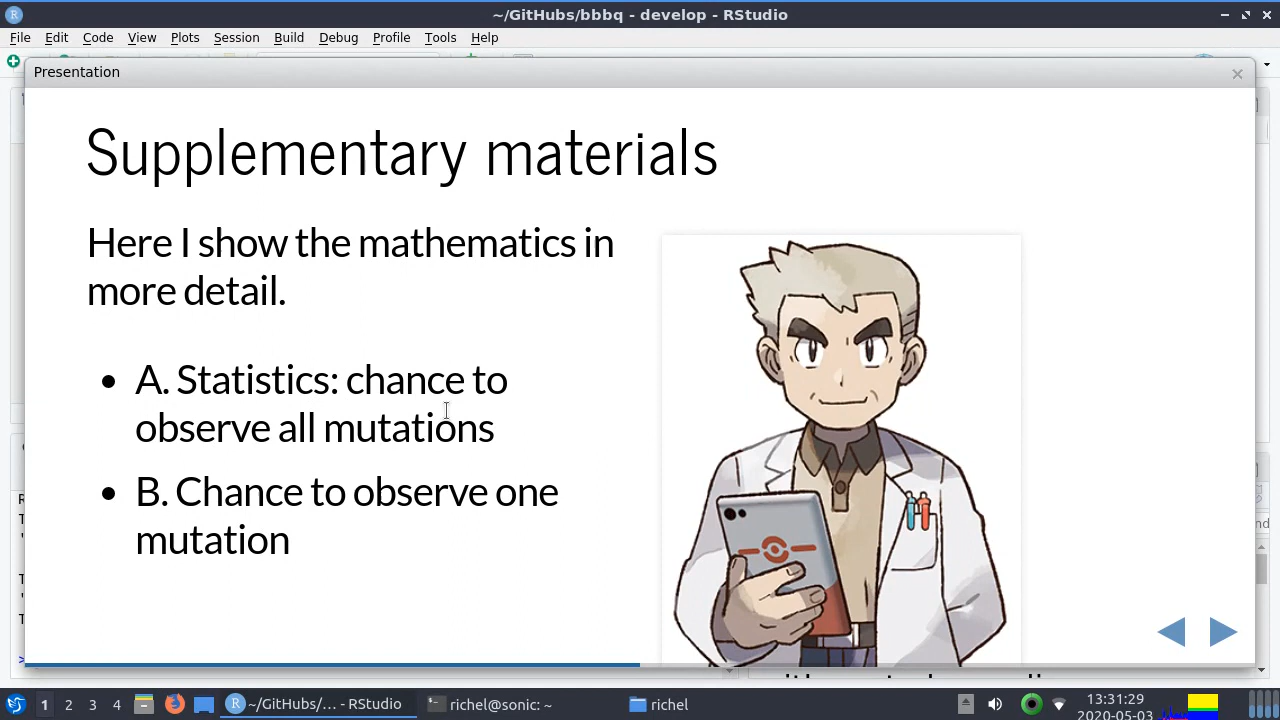 ~/GitHubs/bbbq - develop - RStudio
File Edit Code View Plots Session Build Debug Profile Tools Help
Presentation
Supplementary materials
Here I show the mathematics in
more detail.
• A. Statistics: chance to
observe all mutations
• B. Chance to observe one
mutation
1 2 3 4 ~/GitHubs/... - RStudio richel@sonic: ~ richel 13:31:29
2020-05-03